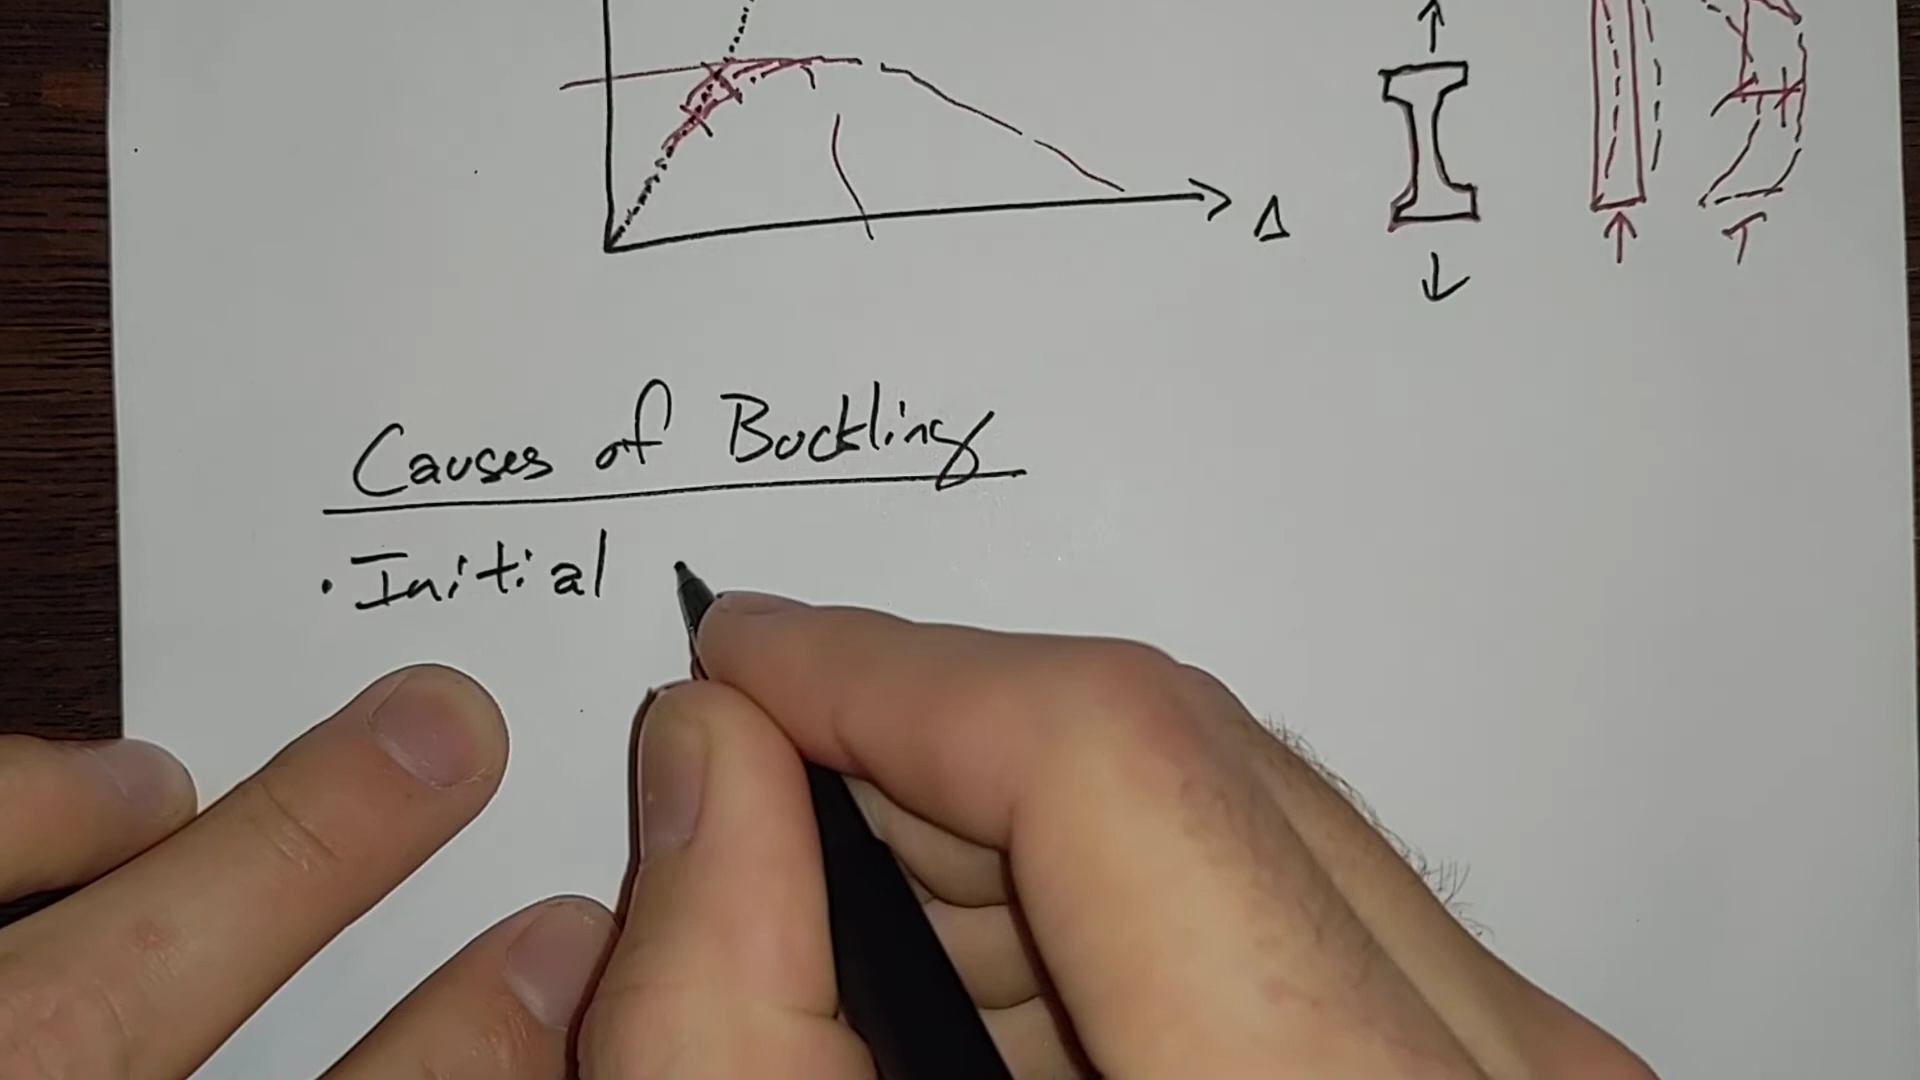 Δ
Causes of Buckling
• Initial